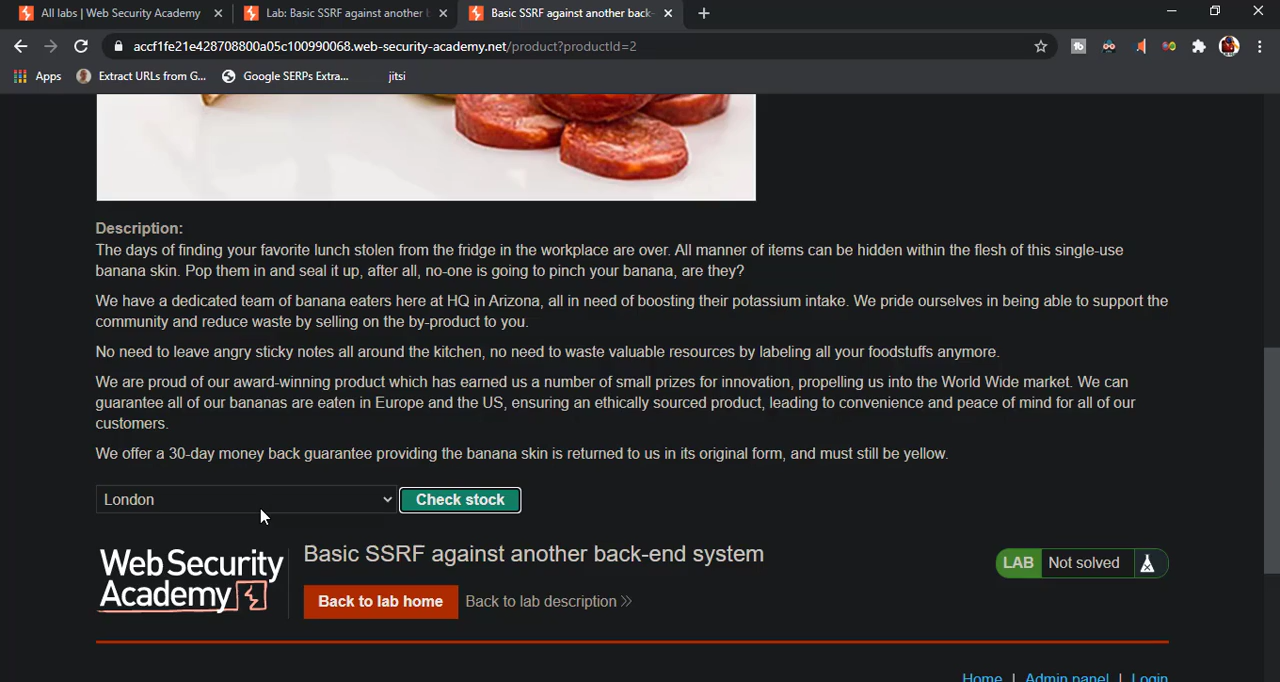 All labs | Web Security Academy
Lab: Basic SSRF against another
Basic SSRF against another back-
accf1fe21e428708800a05c100990068.web-security-academy.net/product?productId=2
Apps
Extract URLs from G...
Google SERPs Extra...
jitsi
Description:
The days of finding your favorite lunch stolen from the fridge in the workplace are over. All manner of items can be hidden within the flesh of this single-use
banana skin. Pop them in and seal it up, after all, no-one is going to pinch your banana, are they?
We have a dedicated team of banana eaters here at HQ in Arizona, all in need of boosting their potassium intake. We pride ourselves in being able to support the
community and reduce waste by selling on the by-product to you.
No need to leave angry sticky notes all around the kitchen, no need to waste valuable resources by labeling all your foodstuffs anymore.
We are proud of our award-winning product which has earned us a number of small prizes for innovation, propelling us into the World Wide market. We can
guarantee all of our bananas are eaten in Europe and the US, ensuring an ethically sourced product, leading to convenience and peace of mind for all of our
customers.
We offer a 30-day money back guarantee providing the banana skin is returned to us in its original form, and must still be yellow.
London
Check stock
Web Security
Academy
Basic SSRF against another back-end system
LAB Not solved
Back to lab home
Back to lab description >>
Home | Admin panel | Login